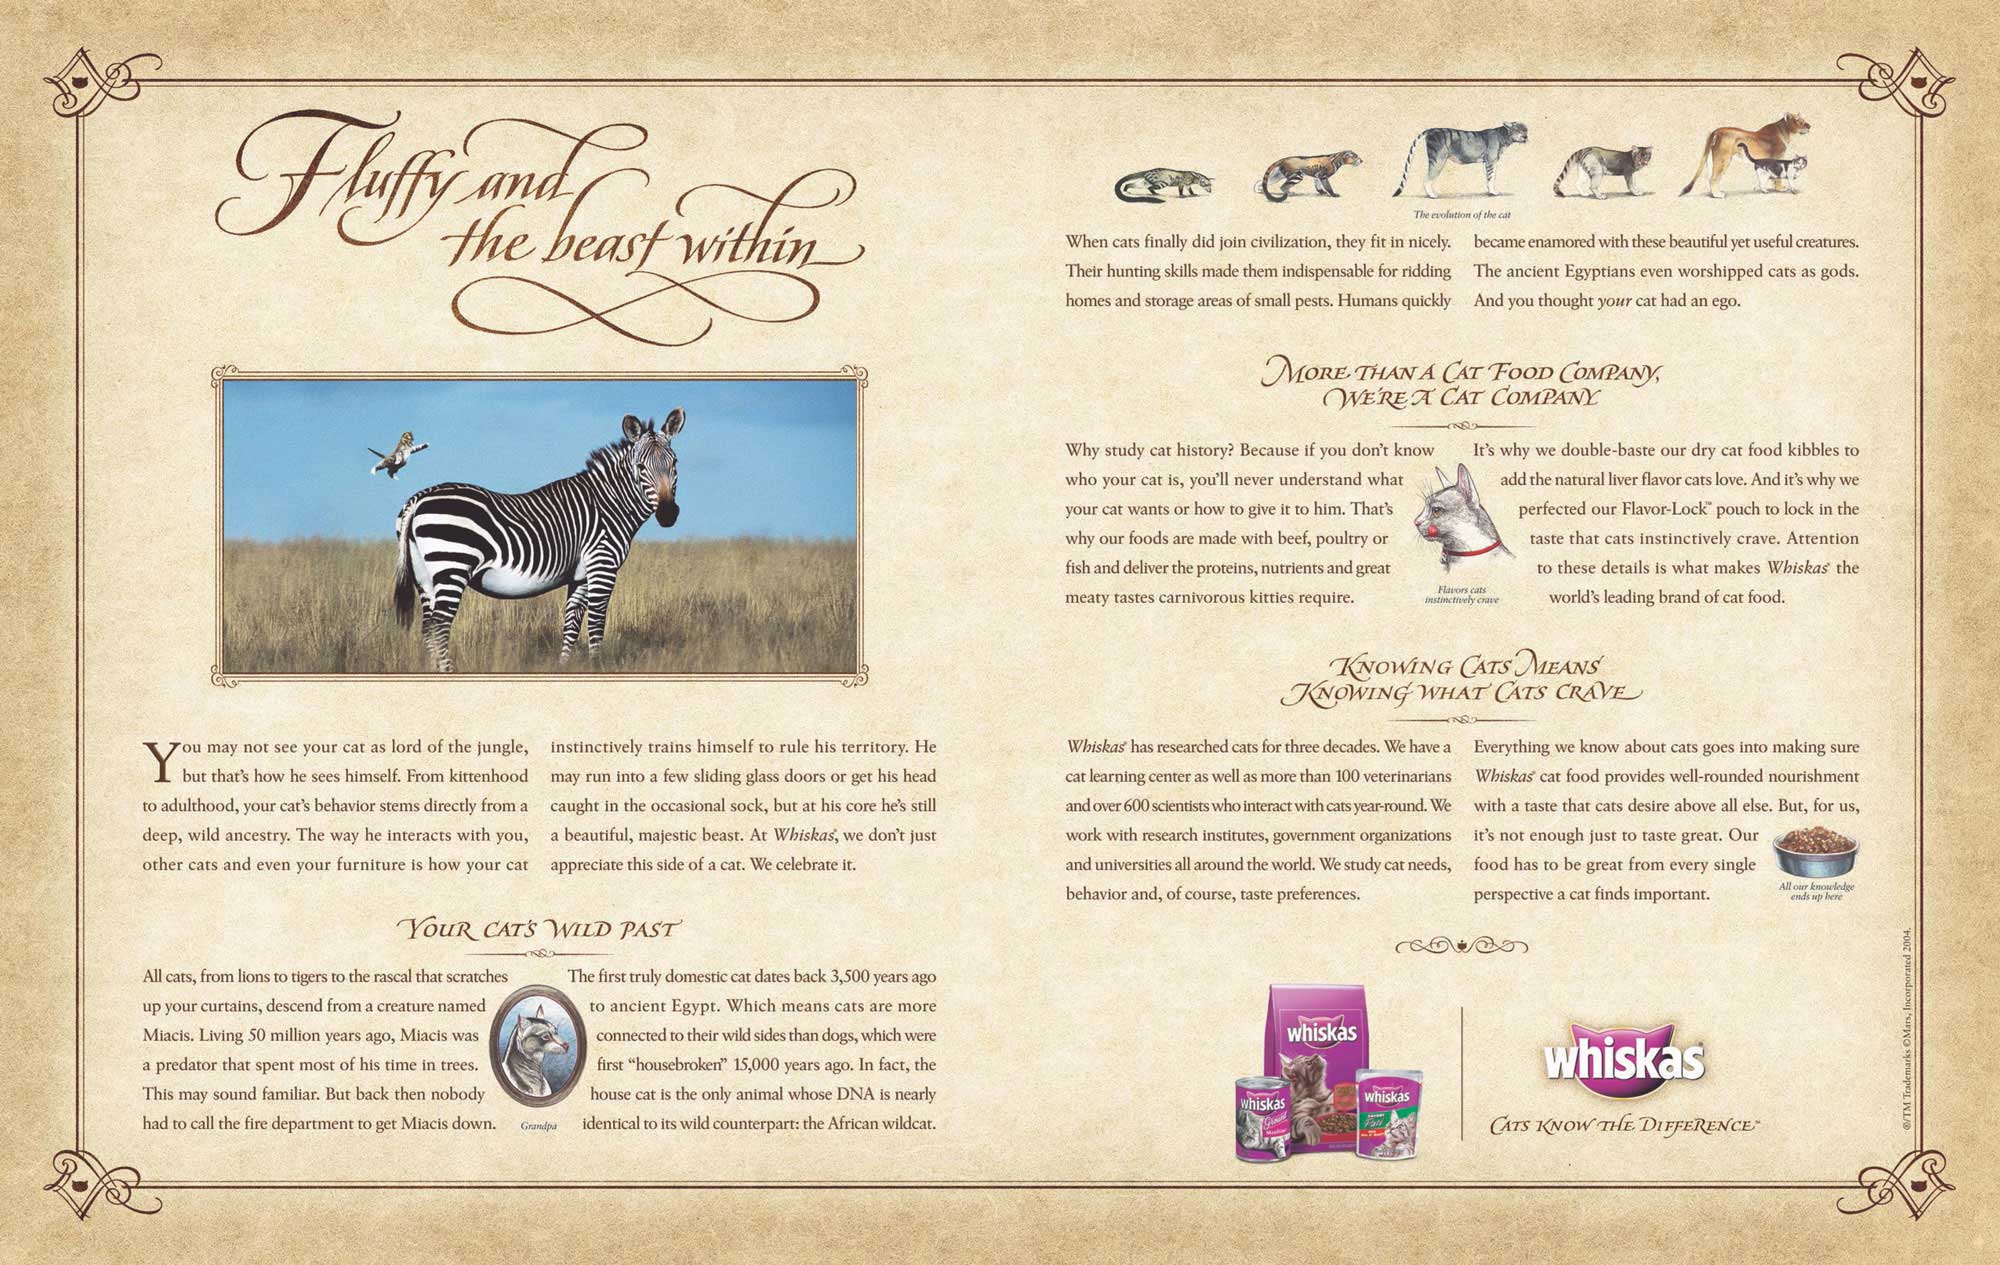 Fluffy and
the beast within
You may not see your cat as lord of the jungle,
but that's how he sees himself. From kittenhood
to adulthood, your cat's behavior stems directly from a
deep, wild ancestry. The way he interacts with you,
other cats and even your furniture is how your cat
instinctively trains himself to rule his territory. He
may run into a few sliding glass doors or get his head
caught in the occasional sock, but at his core he's still
a beautiful, majestic beast. At Whiskas®, we don't just
appreciate this side of a cat. We celebrate it.
YOUR CAT'S WILD PAST
All cats, from lions to tigers to the rascal that scratches
up your curtains, descend from a creature named
Miacis. Living 50 million years ago, Miacis was
a predator that spent most of his time in trees.
This may sound familiar. But back then nobody
had to call the fire department to get Miacis down.
Grandpa
The first truly domestic cat dates back 3,500 years ago
to ancient Egypt. Which means cats are more
connected to their wild sides than dogs, which were
first "housebroken" 15,000 years ago. In fact, the
house cat is the only animal whose DNA is nearly
identical to its wild counterpart: the African wildcat.
The evolution of the cat
When cats finally did join civilization, they fit in nicely.
Their hunting skills made them indispensable for ridding
homes and storage areas of small pests. Humans quickly
became enamored with these beautiful yet useful creatures.
The ancient Egyptians even worshipped cats as gods.
And you thought your cat had an ego.
MORE THAN A CAT FOOD COMPANY,
WE'RE A CAT COMPANY
Why study cat history? Because if you don't know
who your cat is, you'll never understand what
your cat wants or how to give it to him. That's
why our foods are made with beef, poultry or
fish and deliver the proteins, nutrients and great
meaty tastes carnivorous kitties require.
Flavors cats
instinctively crave
It's why we double-baste our dry cat food kibbles to
add the natural liver flavor cats love. And it's why we
perfected our Flavor-Lock™ pouch to lock in the
taste that cats instinctively crave. Attention
to these details is what makes Whiskas® the
world's leading brand of cat food.
KNOWING CATS MEANS
KNOWING WHAT CATS CRAVE
Whiskas® has researched cats for three decades. We have a
cat learning center as well as more than 100 veterinarians
and over 600 scientists who interact with cats year-round. We
work with research institutes, government organizations
and universities all around the world. We study cat needs,
behavior and, of course, taste preferences.
Everything we know about cats goes into making sure
Whiskas® cat food provides well-rounded nourishment
with a taste that cats desire above all else. But, for us,
it's not enough just to taste great. Our
food has to be great from every single
perspective a cat finds important.
All our knowledge
ends up here
whiskas
whiskas
Ground
whiskas
Paté
whiskas
CATS KNOW THE DIFFERENCE™
®/TM Trademarks ©Mars, Incorporated 2004.